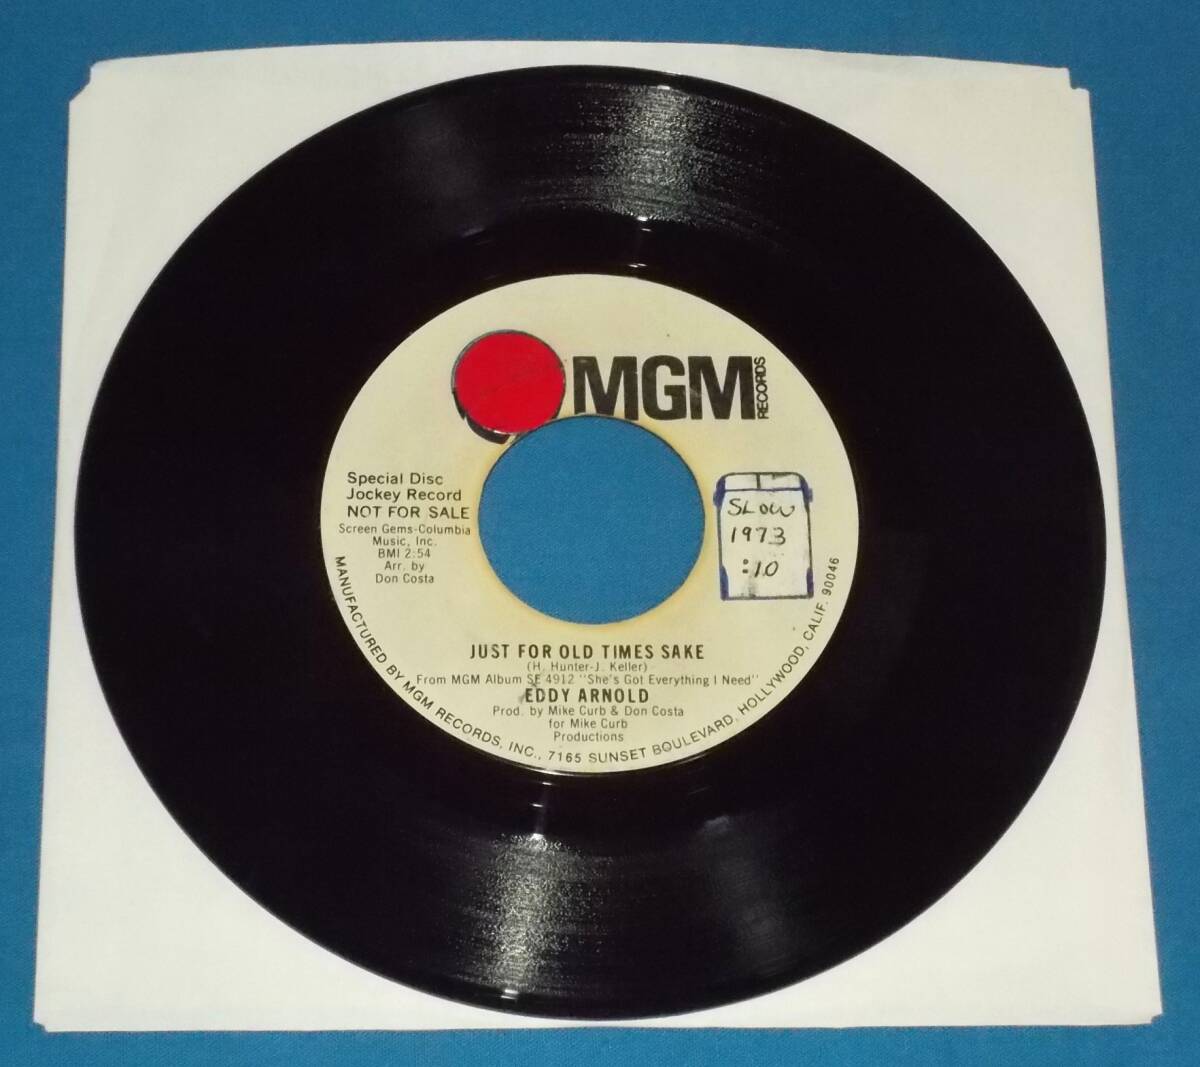 MGM
RECORDS
Special Disc
Jockey Record
NOT FOR SALE
Screen Gems-Columbia
Music, Inc.
BMI 2:54
Arr. by
Don Costa
SLOW
1973
:10
JUST FOR OLD TIMES SAKE
(H. Hunter-J. Keller)
From MGM Album SE 4912 "She's Got Everything I Need"
EDDY ARNOLD
Prod. by Mike Curb & Don Costa
for Mike Curb
Productions
MANUFACTURED BY MGM RECORDS, INC., 7165 SUNSET BOULEVARD, HOLLYWOOD, CALIF. 90046